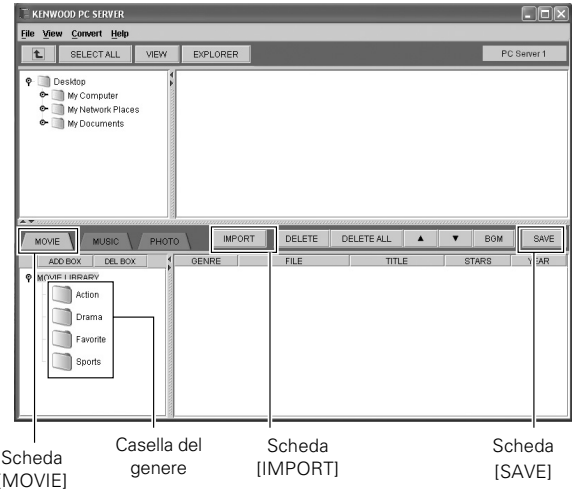 KENWOOD PC SERVER
File View Convert Help
SELECT ALL VIEW EXPLORER PC Server 1
Desktop
My Computer
My Network Places
My Documents
MOVIE MUSIC PHOTO IMPORT DELETE DELETE ALL ▲ ▼ BGM SAVE
ADD BOX DEL BOX GENRE FILE TITLE STARS YEAR
MOVIE LIBRARY
Action
Drama
Favorite
Sports
Scheda
[MOVIE]
Casella del
genere
Scheda
[IMPORT]
Scheda
[SAVE]